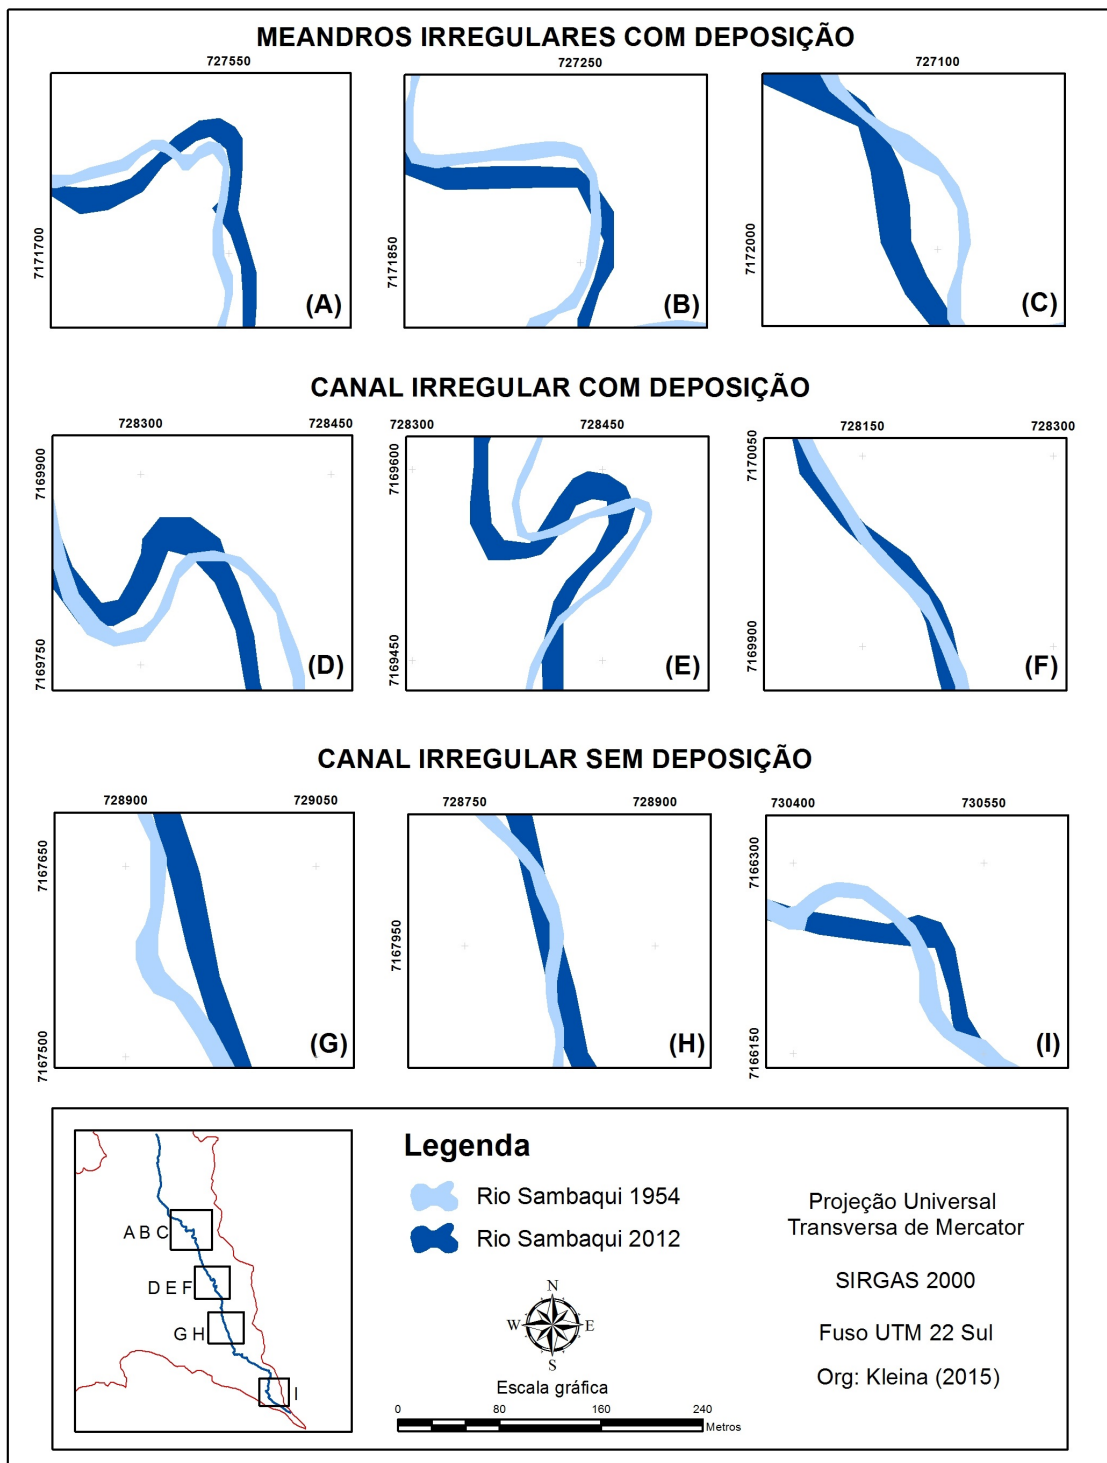 MEANDROS IRREGULARES COM DEPOSIÇÃO
727550
727250
727100
7171700
7171850
7172000
(A)
(B)
(C)
CANAL IRREGULAR COM DEPOSIÇÃO
728300
728450
728300
728450
728150
728300
7169900
7169750
7169600
7169450
7170050
7169900
(D)
(E)
(F)
CANAL IRREGULAR SEM DEPOSIÇÃO
728900
729050
728750
728900
730400
730550
7167650
7167500
7167950
7166300
7166150
(G)
(H)
(I)
A B C
D E F
G H
I
Legenda
Rio Sambaqui 1954
Rio Sambaqui 2012
N
W
E
S
Escala gráfica
0
80
160
240
Metros
Projeção Universal
Transversa de Mercator
SIRGAS 2000
Fuso UTM 22 Sul
Org: Kleina (2015)